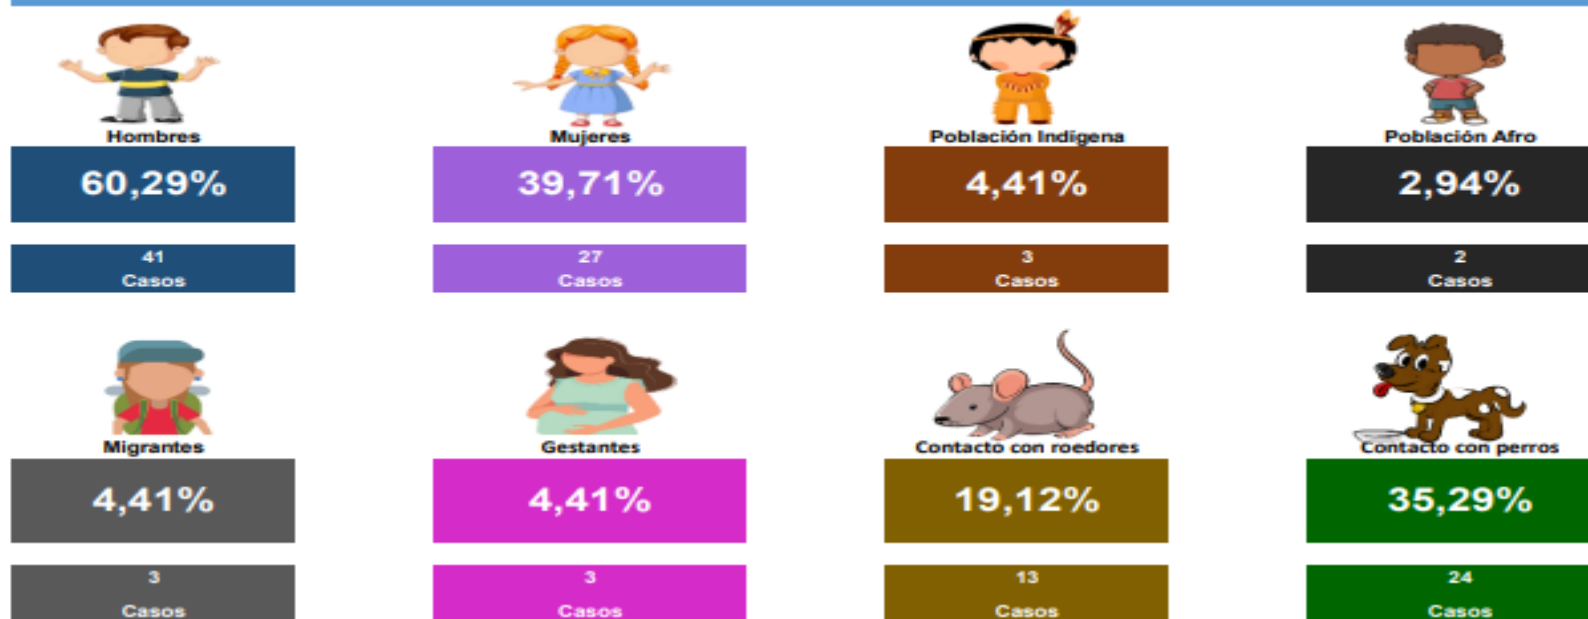 Hombres
Mujeres
Población Indígena
Población Afro
60,29%
39,71%
4,41%
2,94%
41
Casos
27
Casos
3
Casos
2
Casos
Migrantes
Gestantes
Contacto con roedores
Contacto con perros
4,41%
4,41%
19,12%
35,29%
3
Casos
3
Casos
13
Casos
24
Casos